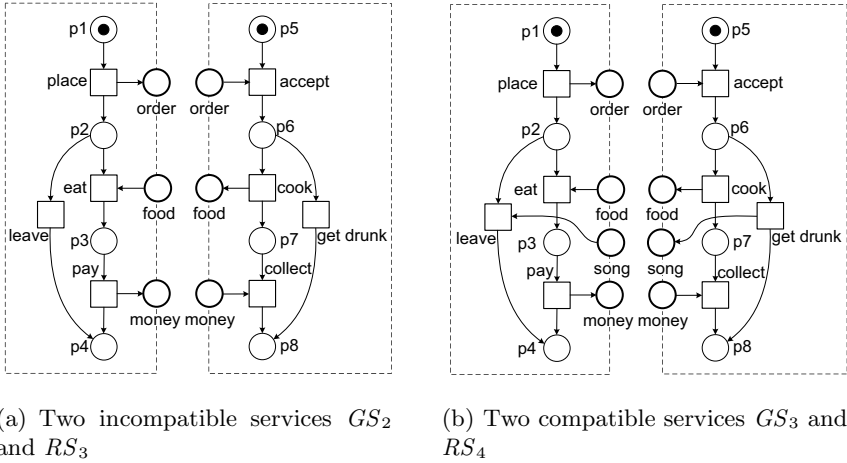 p1
p5
place
order
order
accept
p2
p6
eat
food
food
cook
leave
get drunk
p3
p7
pay
collect
money
money
p4
p8
p1
p5
place
order
order
accept
p2
p6
eat
food
food
cook
leave
get drunk
p3
song
song
p7
pay
collect
money
money
p4
p8
(a) Two incompatible services GS2
and RS3
(b) Two compatible services GS3 and
RS4